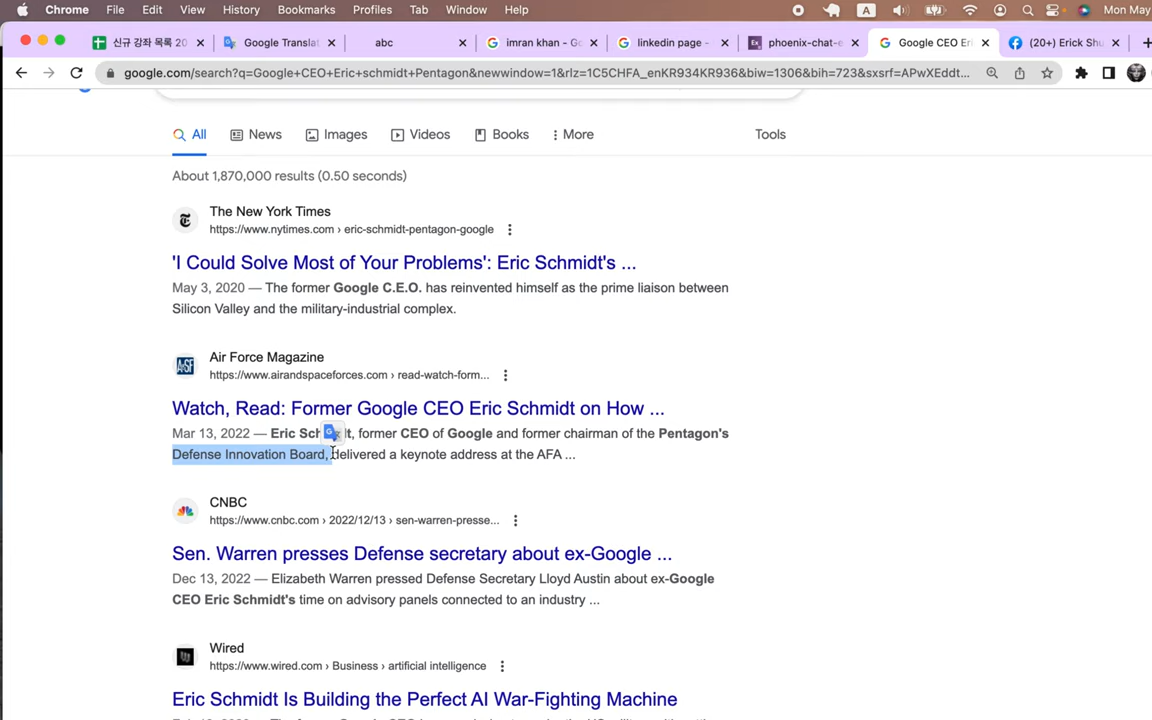 Chrome File Edit View History Bookmarks Profiles Tab Window Help A Mon May
신규 강좌 목록 20 Google Translat abc imran khan - Go linkedin page - phoenix-chat-e Google CEO Eri (20+) Erick Shu
google.com/search?q=Google+CEO+Eric+schmidt+Pentagon&newwindow=1&rlz=1C5CHFA_enKR934KR936&biw=1306&bih=723&sxsrf=APwXEddt...
All News Images Videos Books More Tools
About 1,870,000 results (0.50 seconds)
The New York Times
https://www.nytimes.com › eric-schmidt-pentagon-google
'I Could Solve Most of Your Problems': Eric Schmidt's ...
May 3, 2020 — The former Google C.E.O. has reinvented himself as the prime liaison between
Silicon Valley and the military-industrial complex.
Air Force Magazine
https://www.airandspaceforces.com › read-watch-form...
Watch, Read: Former Google CEO Eric Schmidt on How ...
Mar 13, 2022 — Eric Sch t, former CEO of Google and former chairman of the Pentagon's
Defense Innovation Board, delivered a keynote address at the AFA ...
CNBC
https://www.cnbc.com › 2022/12/13 › sen-warren-presse...
Sen. Warren presses Defense secretary about ex-Google ...
Dec 13, 2022 — Elizabeth Warren pressed Defense Secretary Lloyd Austin about ex-Google
CEO Eric Schmidt's time on advisory panels connected to an industry ...
Wired
https://www.wired.com › Business › artificial intelligence
Eric Schmidt Is Building the Perfect AI War-Fighting Machine